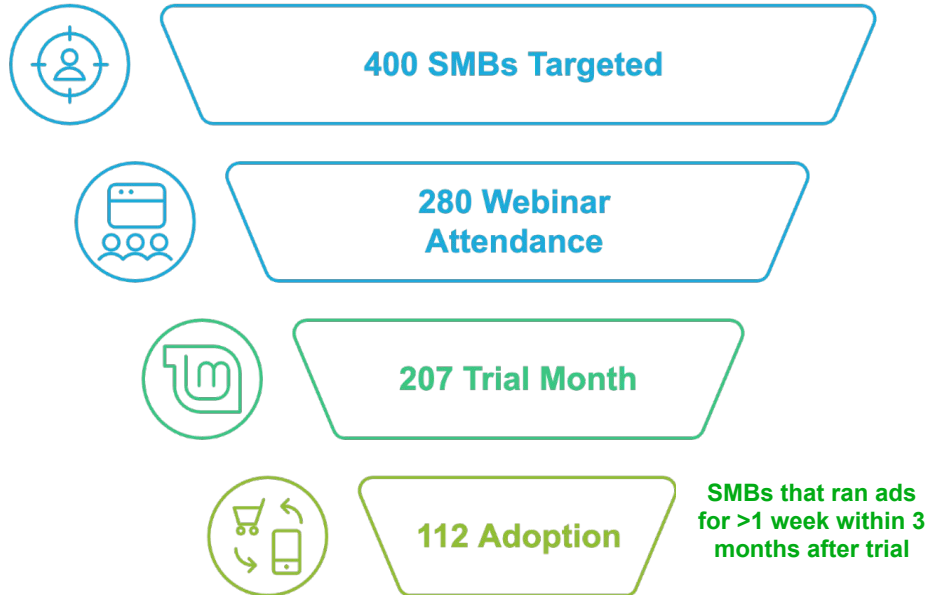 400 SMBs Targeted
280 Webinar
Attendance
207 Trial Month
112 Adoption
SMBs that ran ads
for >1 week within 3
months after trial